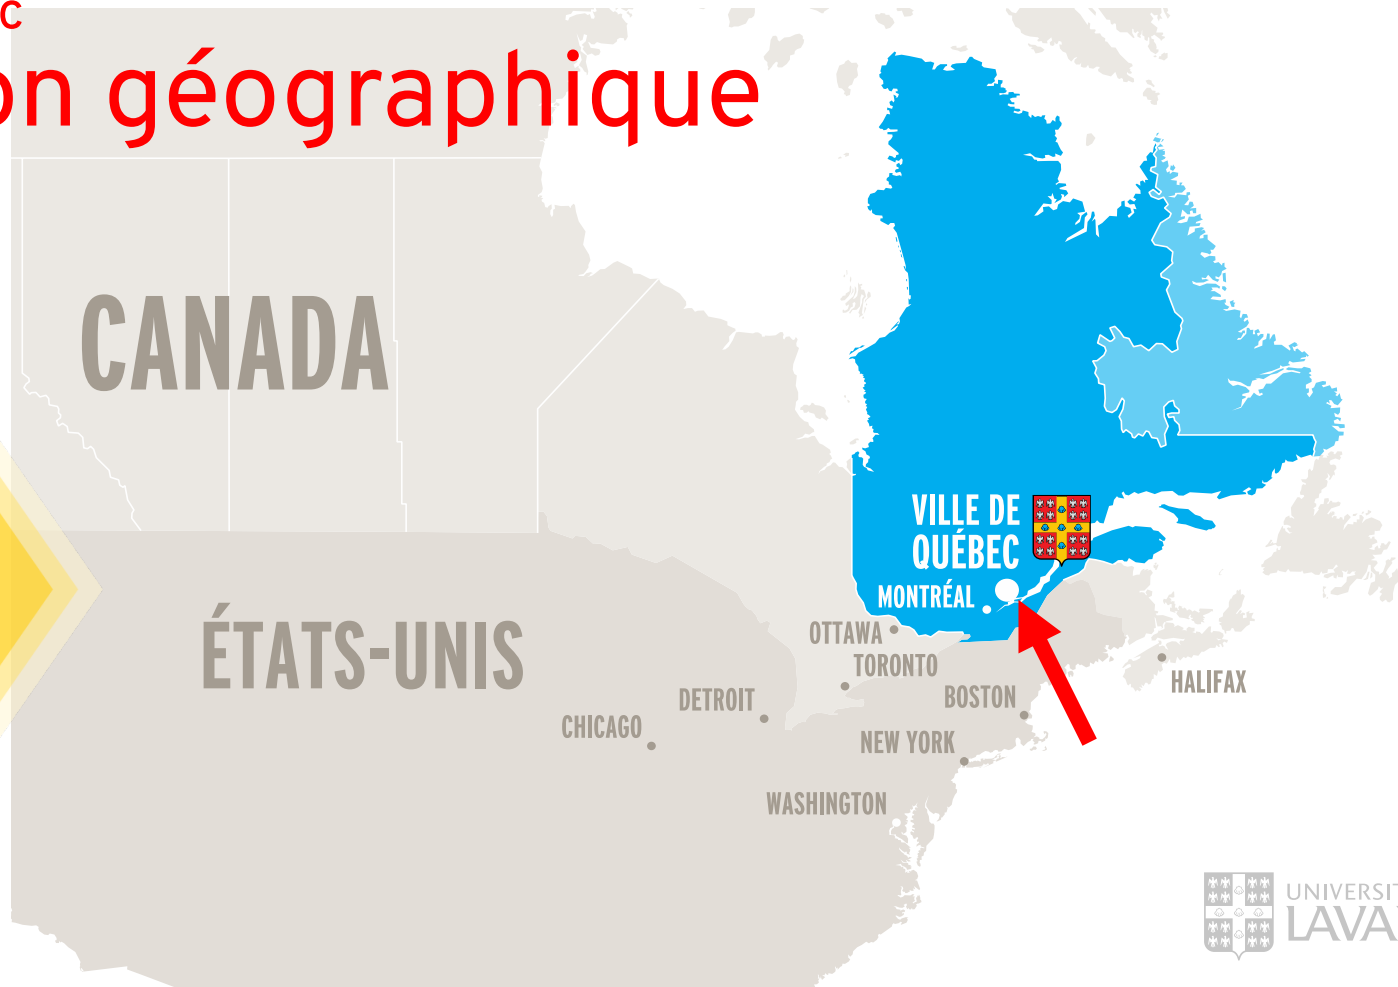 C
on géographique
CANADA
VILLE DE
QUÉBEC
MONTRÉAL
OTTAWA
ÉTATS-UNIS
TORONTO
HALIFAX
DETROIT
BOSTON
CHICAGO
NEW YORK
WASHINGTON
UNIVERSIT
LAVA